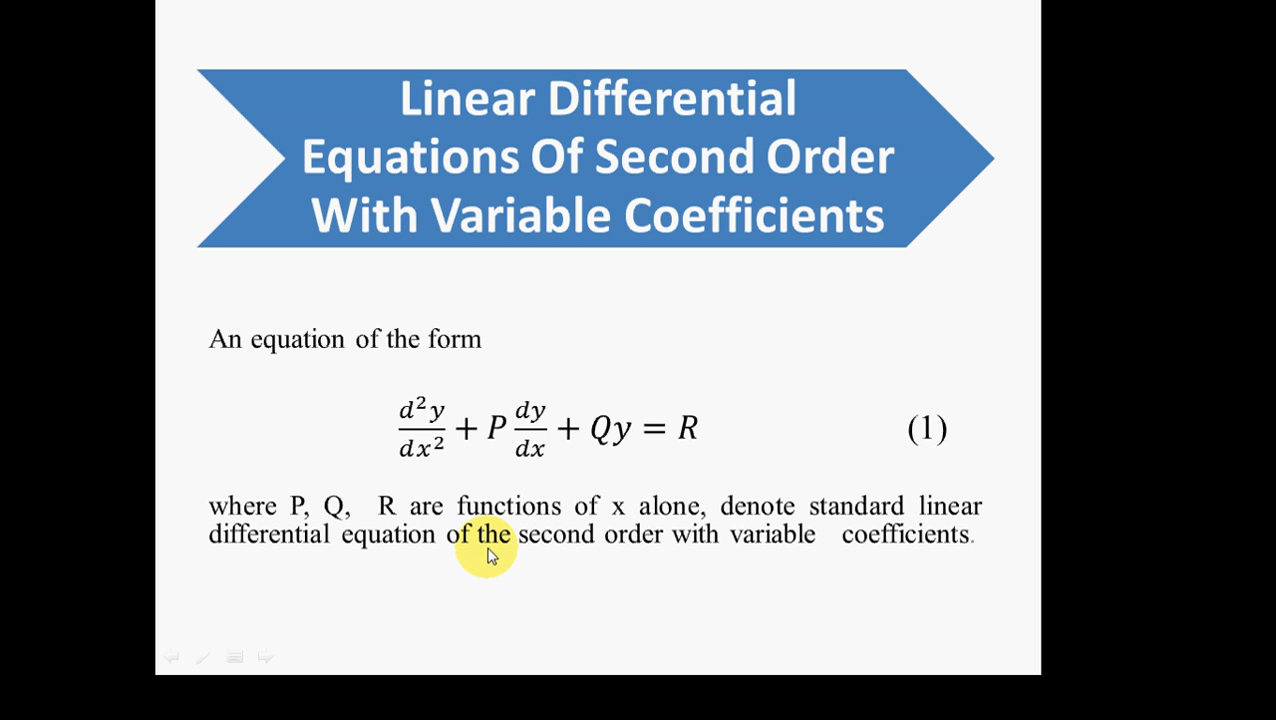 Linear Differential
Equations Of Second Order
With Variable Coefficients
An equation of the form
d²y/dx² + P dy/dx + Qy = R (1)
where P, Q, R are functions of x alone, denote standard linear
differential equation of the second order with variable coefficients.